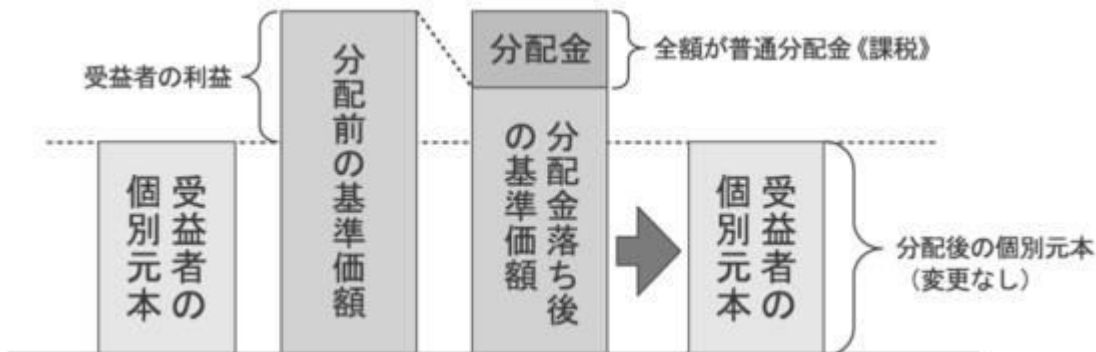 受益者の利益
受益者の
個別元本
分配前の基準価額
分配金
全額が普通分配金《課税》
分配金落ち後
の基準価額
受益者の
個別元本
分配後の個別元本
（変更なし）